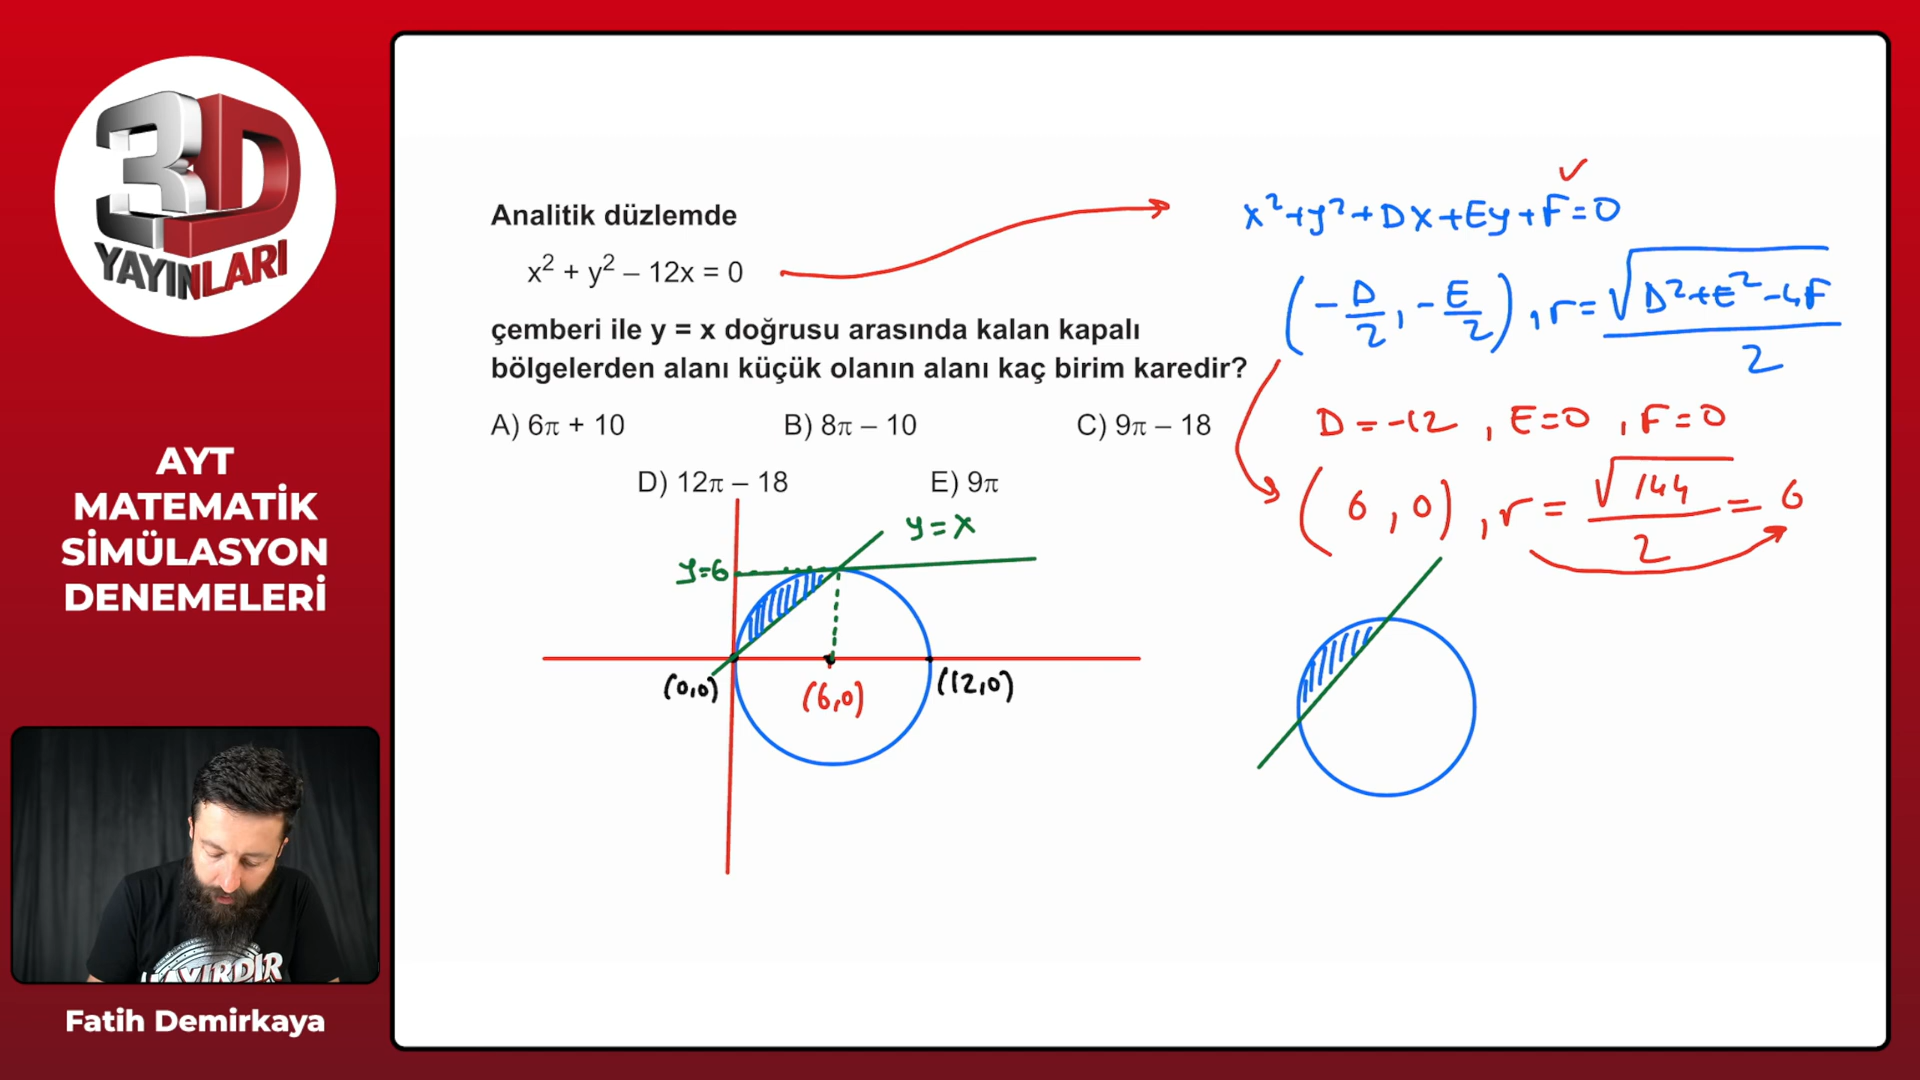 3D
YAYINLARI
AYT
MATEMATİK
SİMÜLASYON
DENEMELERİ
Fatih Demirkaya
Analitik düzlemde
x² + y² – 12x = 0
çemberi ile y = x doğrusu arasında kalan kapalı
bölgelerden alanı küçük olanın alanı kaç birim karedir?
A) 6π + 10 B) 8π – 10 C) 9π – 18
D) 12π – 18 E) 9π
y=x
y=6
(0,0) (6,0) (12,0)
x²+y²+Dx+Ey+F=0
(-D/2, -E/2), r=√(D²+E²-4F)/2
D=-12, E=0, F=0
(6,0), r=√144/2=6